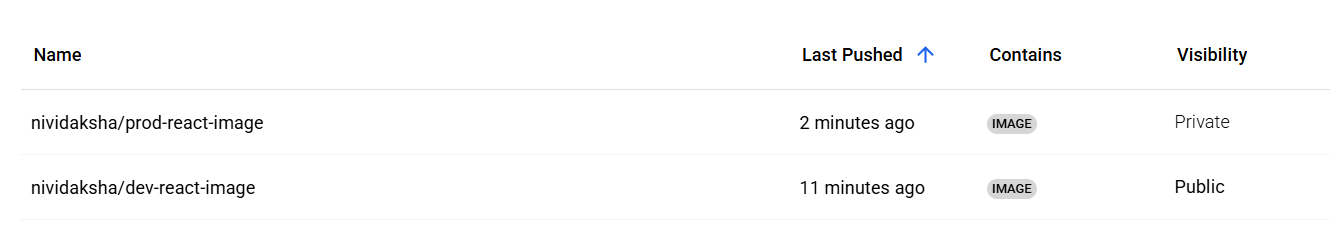 Name Last Pushed Contains Visibility
nividaksha/prod-react-image 2 minutes ago IMAGE Private
nividaksha/dev-react-image 11 minutes ago IMAGE Public